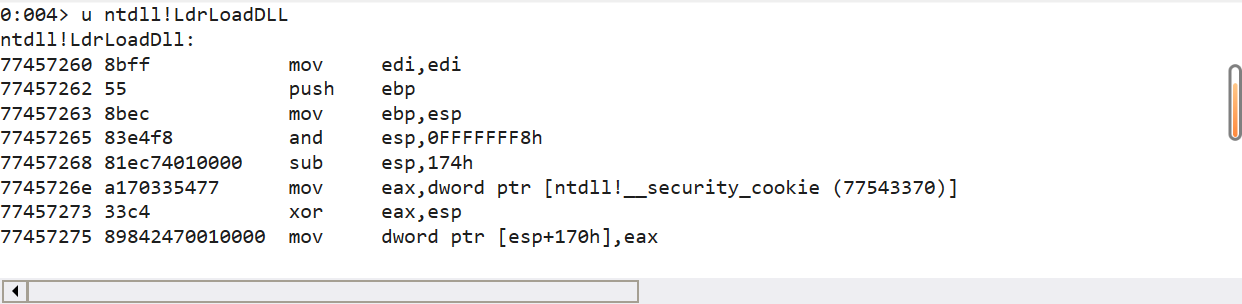 0:004> u ntdll!LdrLoadDLL
ntdll!LdrLoadDll:
77457260 8bff            mov     edi,edi
77457262 55              push    ebp
77457263 8bec            mov     ebp,esp
77457265 83e4f8          and     esp,0FFFFFFF8h
77457268 81ec74010000    sub     esp,174h
7745726e a170335477      mov     eax,dword ptr [ntdll!__security_cookie (77543370)]
77457273 33c4            xor     eax,esp
77457275 89842470010000  mov     dword ptr [esp+170h],eax